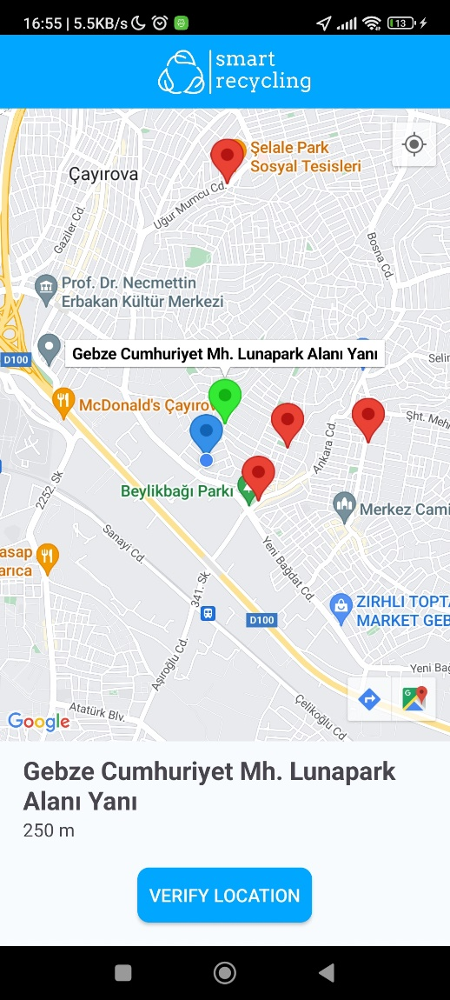 16:55 | 5.5KB/s
13
smart
recycling
Şelale Park
Sosyal Tesisleri
Çayırova
Uğur Mumcu Cd.
Gaziler Cd.
Bosna Cd.
Prof. Dr. Necmettin
Erbakan Kültür Merkezi
Gebze Cumhuriyet Mh. Lunapark Alanı Yanı
D100
Selin
McDonald's Çayırov
Şht. Mehm
Ankara Cd.
2252. Sk
Beylikbağı Parkı
Merkez Cami
Sanayi Cd.
Yeni Bağdat Cd.
asap
arıca
341. Sk
ZIRHLI TOPTA
MARKET GEB
D100
Aşıroğlu Cd.
Yeni Bağ
Çelikoğlu Cd.
Atatürk Blv.
Google
Gebze Cumhuriyet Mh. Lunapark
Alanı Yanı
250 m
VERIFY LOCATION